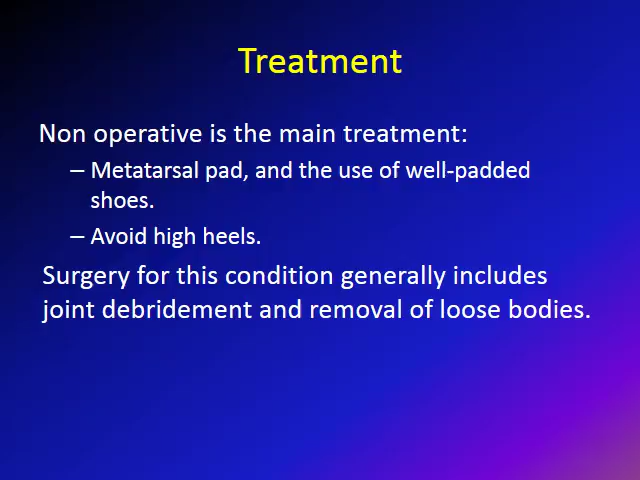 Treatment
Non operative is the main treatment:
– Metatarsal pad, and the use of well-padded
shoes.
– Avoid high heels.
Surgery for this condition generally includes
joint debridement and removal of loose bodies.